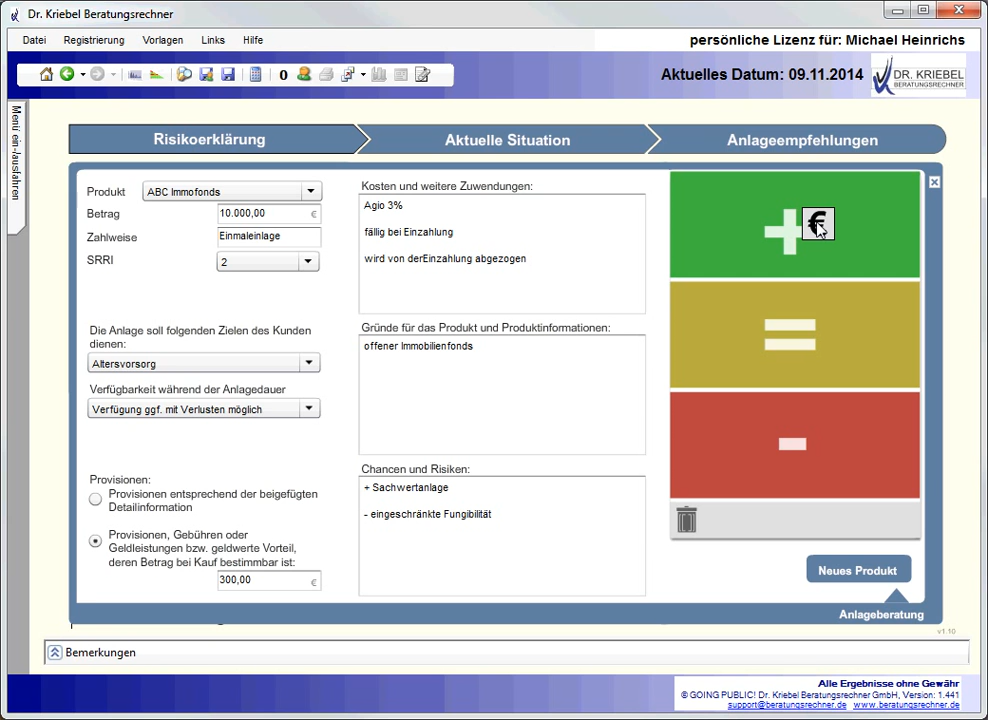 Dr. Kriebel Beratungsrechner
Datei Registrierung Vorlagen Links Hilfe
persönliche Lizenz für: Michael Heinrichs
0
Aktuelles Datum: 09.11.2014
DR. KRIEBEL
BERATUNGSRECHNER
Menü ein-/ausfahren
Risikoerklärung
Aktuelle Situation
Anlageempfehlungen
Produkt ABC Immofonds
Betrag 10.000,00 €
Zahlweise Einmaleinlage
SRRI 2
Die Anlage soll folgenden Zielen des Kunden
dienen:
Altersvorsorg
Verfügbarkeit während der Anlagedauer
Verfügung ggf. mit Verlusten möglich
Provisionen:
Provisionen entsprechend der beigefügten
Detailinformation
Provisionen, Gebühren oder
Geldleistungen bzw. geldwerte Vorteil,
deren Betrag bei Kauf bestimmbar ist:
300,00 €
Kosten und weitere Zuwendungen:
Agio 3%
fällig bei Einzahlung
wird von derEinzahlung abgezogen
Gründe für das Produkt und Produktinformationen:
offener Immobilienfonds
Chancen und Risiken:
+ Sachwertanlage
- eingeschränkte Fungibilität
+ €
=
-
Neues Produkt
Anlageberatung
v1.10
Bemerkungen
Alle Ergebnisse ohne Gewähr
© GOING PUBLIC! Dr. Kriebel Beratungsrechner GmbH, Version: 1.441
support@beratungsrechner.de www.beratungsrechner.de